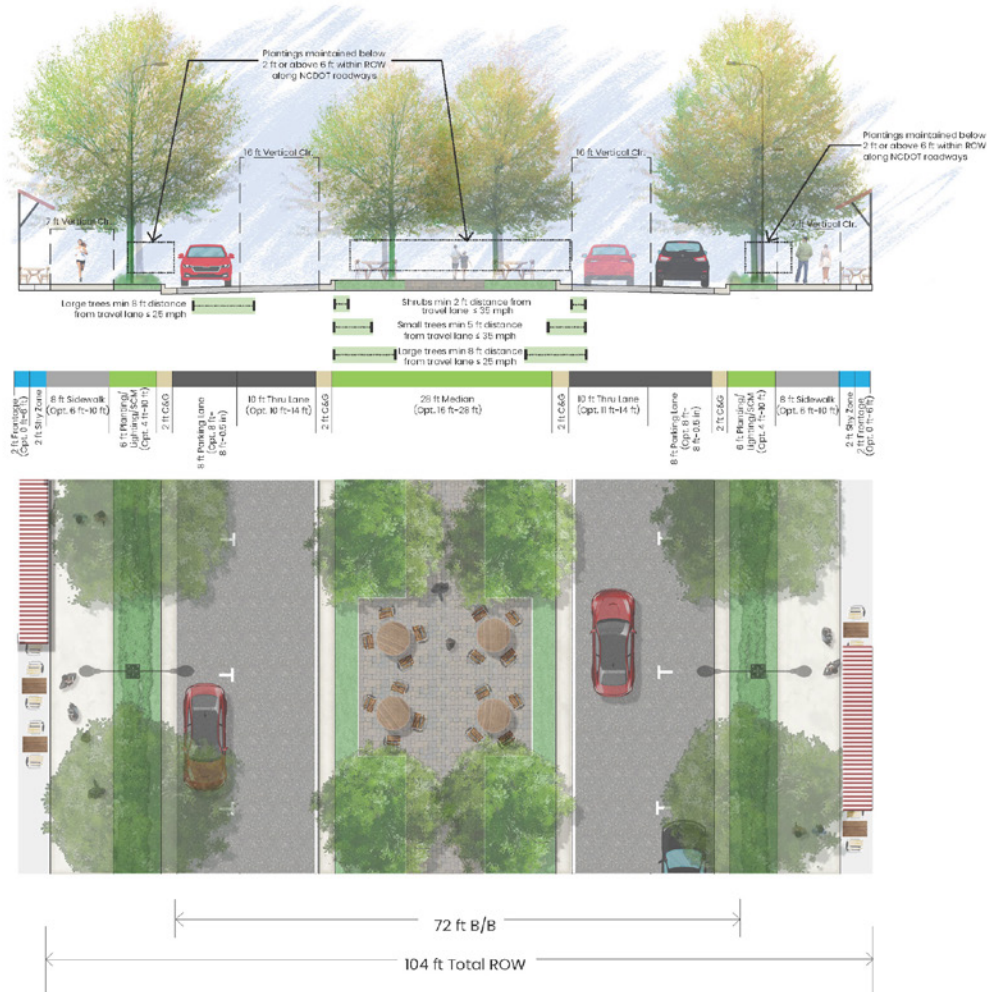 Plantings maintained below
2 ft or above 6 ft within ROW
along NCDOT roadways
Plantings maintained below
2 ft or above 6 ft within ROW
along NCDOT roadways
16 ft Vertical Clr.
16 ft Vertical Clr.
7 ft Vertical Clr.
7 ft Vertical Clr.
Large trees min 8 ft distance
from travel lane ≤ 25 mph
Shrubs min 2 ft distance from
travel lane ≤ 35 mph
Small trees min 5 ft distance
from travel lane ≤ 35 mph
Large trees min 8 ft distance
from travel lane ≤ 25 mph
2 ft Frontage
(Opt. 0 ft-6 ft)
2 ft Shy Zone
8 ft Sidewalk
(Opt. 6 ft-10 ft)
6 ft Planting/
Lighting/SCM
(Opt. 4 ft-10 ft)
2 ft C&G
8 ft Parking Lane
(Opt. 8 ft-
8 ft-0.5 in)
10 ft Thru Lane
(Opt. 10 ft-14 ft)
2 ft C&G
28 ft Median
(Opt. 16 ft-28 ft)
2 ft C&G
10 ft Thru Lane
(Opt. 11 ft-14 ft)
8 ft Parking Lane
(Opt. 8 ft-
8 ft-0.5 in)
2 ft C&G
6 ft Planting/
Lighting/SCM
(Opt. 4 ft-10 ft)
8 ft Sidewalk
(Opt. 6 ft-10 ft)
2 ft Shy Zone
2 ft Frontage
(Opt. 0 ft-6 ft)
72 ft B/B
104 ft Total ROW